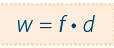 w = f • d